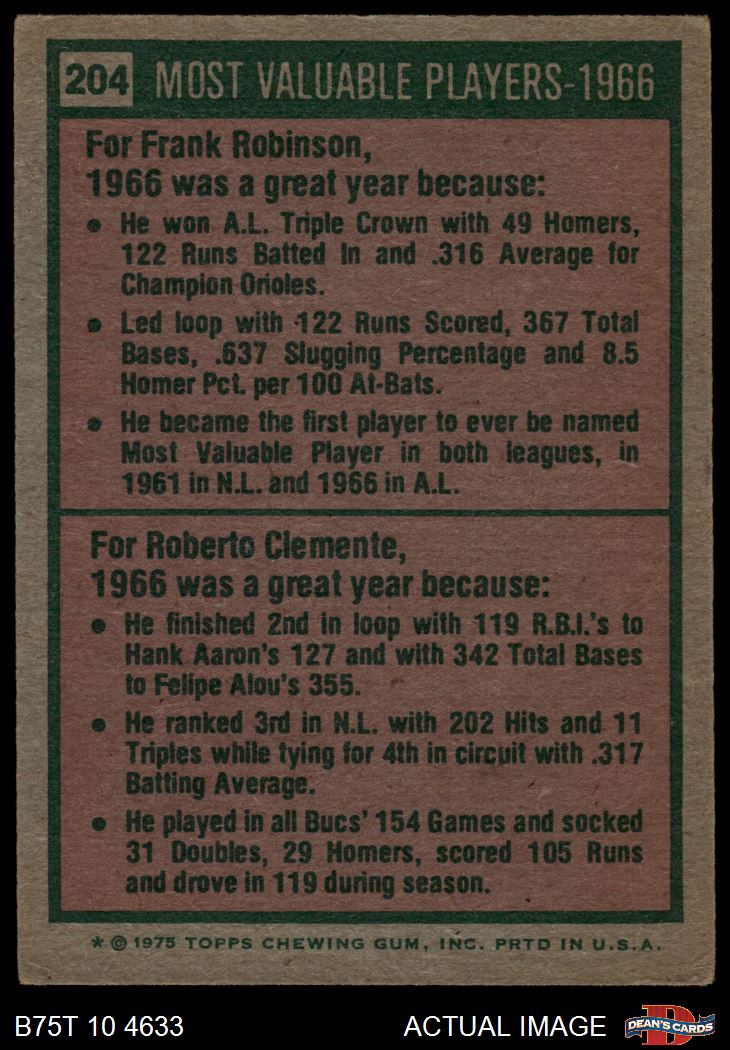 204 MOST VALUABLE PLAYERS-1966
For Frank Robinson,
1966 was a great year because:
• He won A.L. Triple Crown with 49 Homers,
122 Runs Batted In and .316 Average for
Champion Orioles.
• Led loop with 122 Runs Scored, 367 Total
Bases, .637 Slugging Percentage and 8.5
Homer Pct. per 100 At-Bats.
• He became the first player to ever be named
Most Valuable Player in both leagues, in
1961 in N.L. and 1966 in A.L.
For Roberto Clemente,
1966 was a great year because:
• He finished 2nd in loop with 119 R.B.I.'s to
Hank Aaron's 127 and with 342 Total Bases
to Felipe Alou's 355.
• He ranked 3rd in N.L. with 202 Hits and 11
Triples while tying for 4th in circuit with .317
Batting Average.
• He played in all Bucs' 154 Games and socked
31 Doubles, 29 Homers, scored 105 Runs
and drove in 119 during season.
* © 1975 TOPPS CHEWING GUM, INC. PRTD IN U.S.A.
B75T 10 4633 ACTUAL IMAGE D DEAN'S CARDS